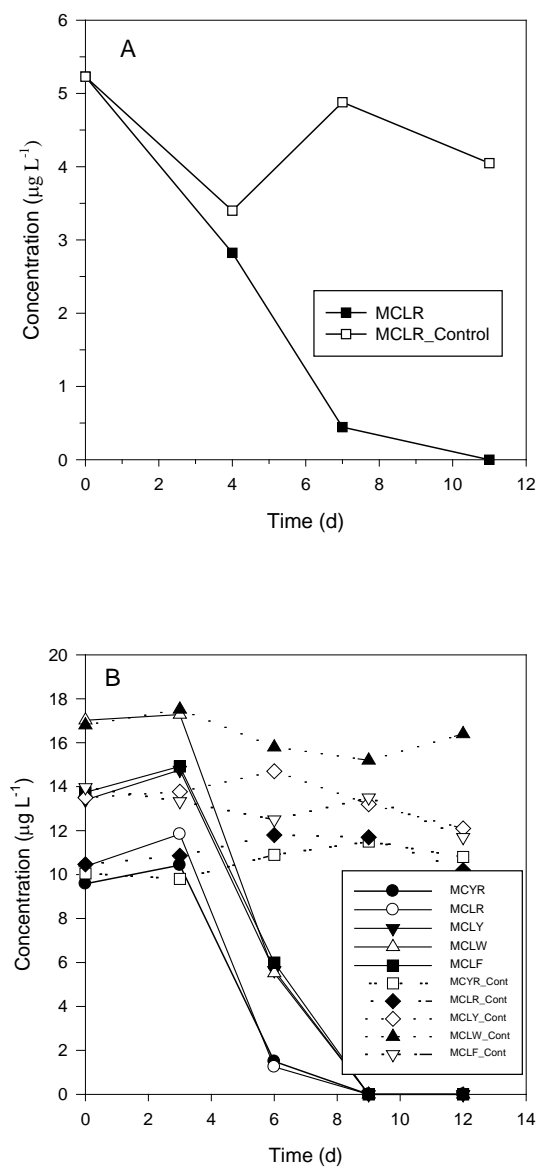 A
6
5
4
3
2
1
0
Concentration (µg L-1)
MCLR
MCLR_Control
0 2 4 6 8 10 12
Time (d)
B
20
18
16
14
12
10
8
6
4
2
0
Concentration (µg L-1)
MCYR
MCLR
MCLY
MCLW
MCLF
MCYR_Cont
MCLR_Cont
MCLY_Cont
MCLW_Cont
MCLF_Cont
0 2 4 6 8 10 12 14
Time (d)